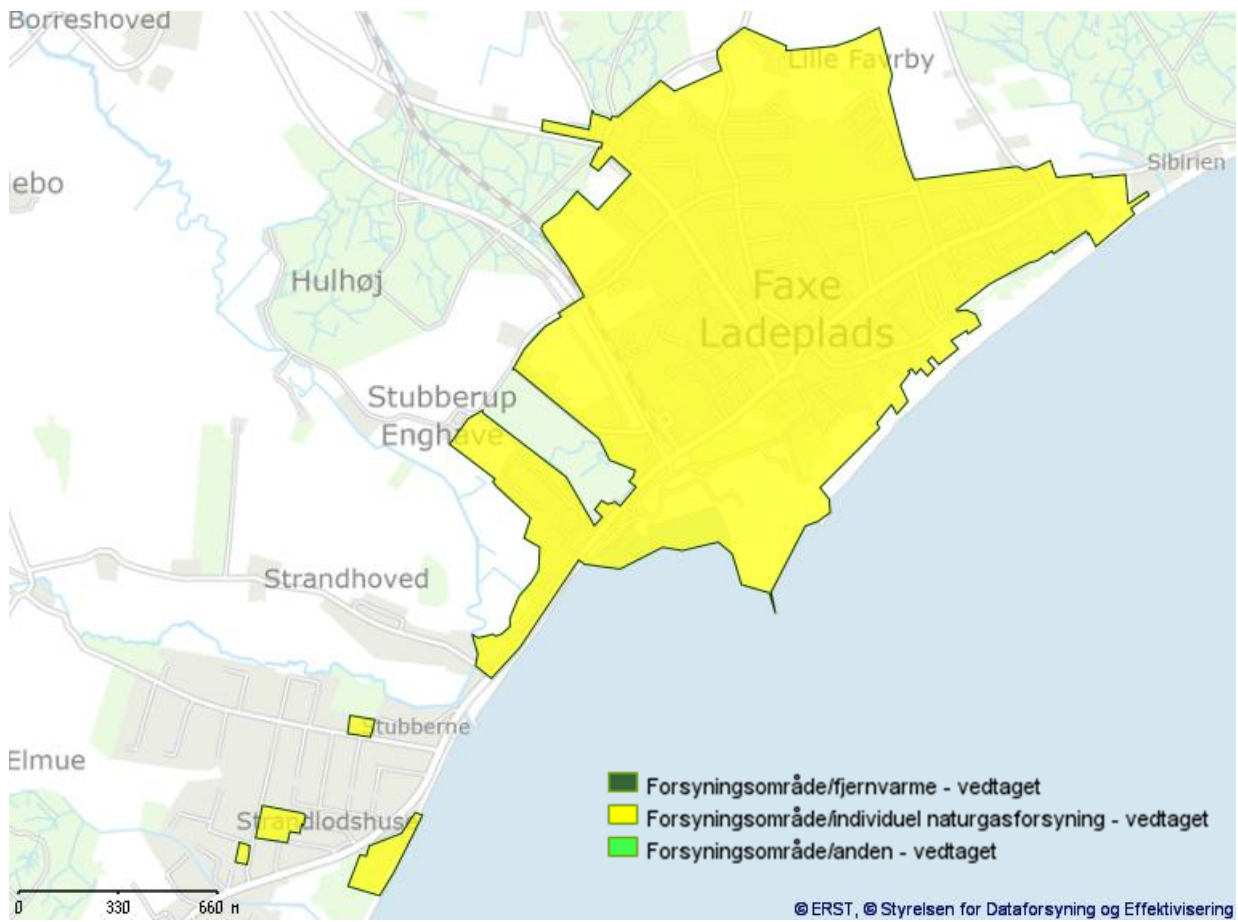 Borreshoved
Lille Favrby
Sibirien
ebo
Hulhøj
Faxe
Ladeplads
Stubberup
Enghave
Strandhoved
Stubberne
Elmue
Strandlodshuse
Forsyningsområde/fjernvarme - vedtaget
Forsyningsområde/individuel naturgasforsyning - vedtaget
Forsyningsområde/anden - vedtaget
0 330 660 M
© ERST, © Styrelsen for Dataforsyning og Effektivisering